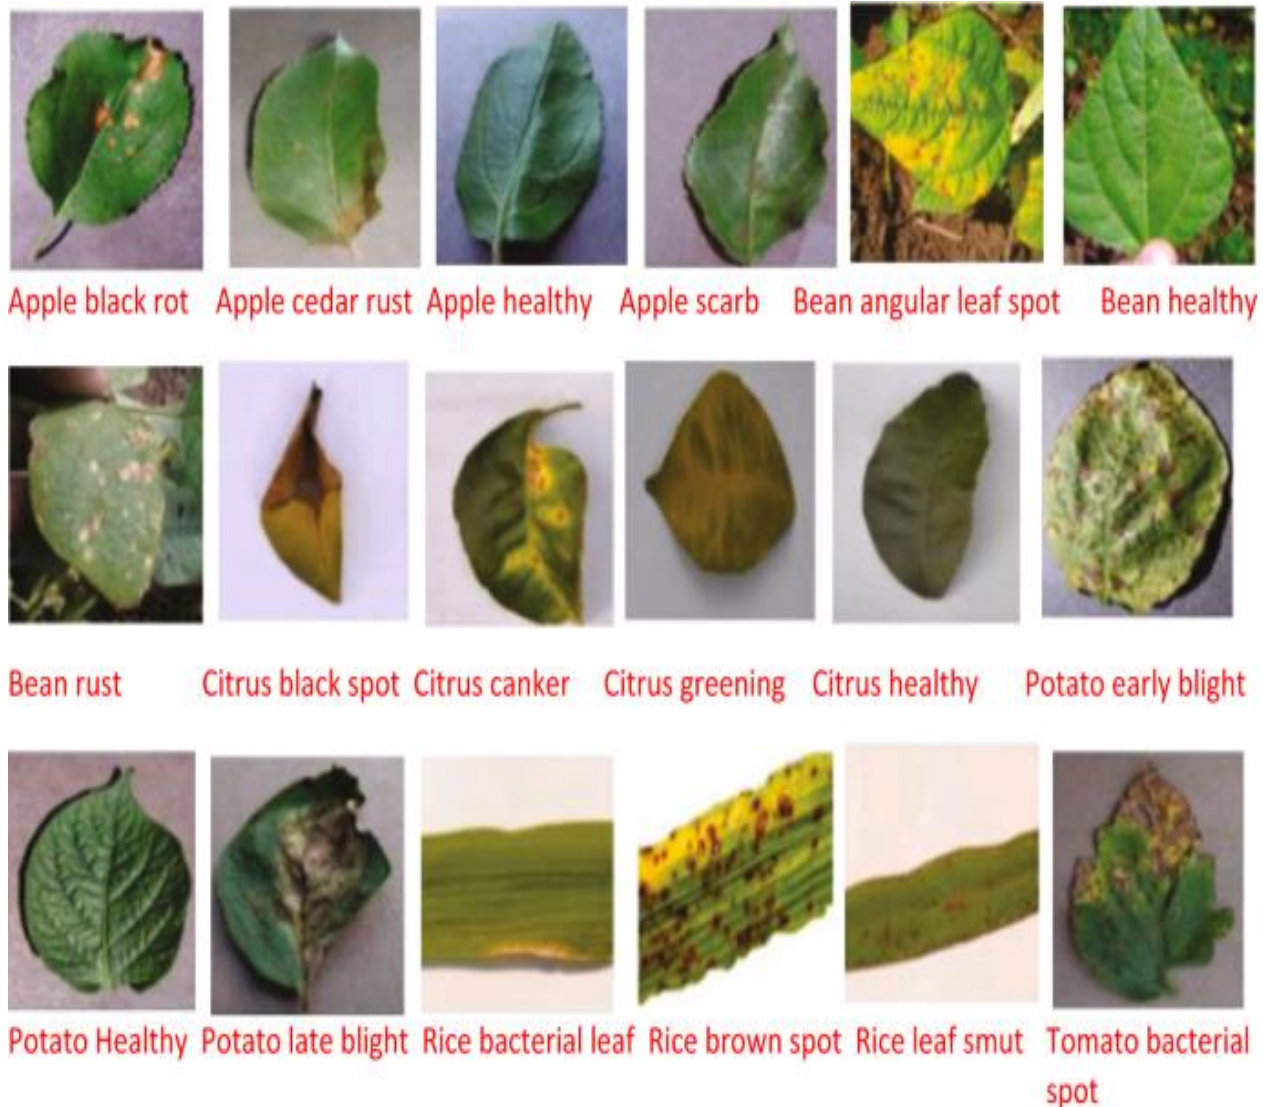 Apple black rot Apple cedar rust Apple healthy Apple scarb Bean angular leaf spot Bean healthy
Bean rust Citrus black spot Citrus canker Citrus greening Citrus healthy Potato early blight
Potato Healthy Potato late blight Rice bacterial leaf Rice brown spot Rice leaf smut Tomato bacterial
spot